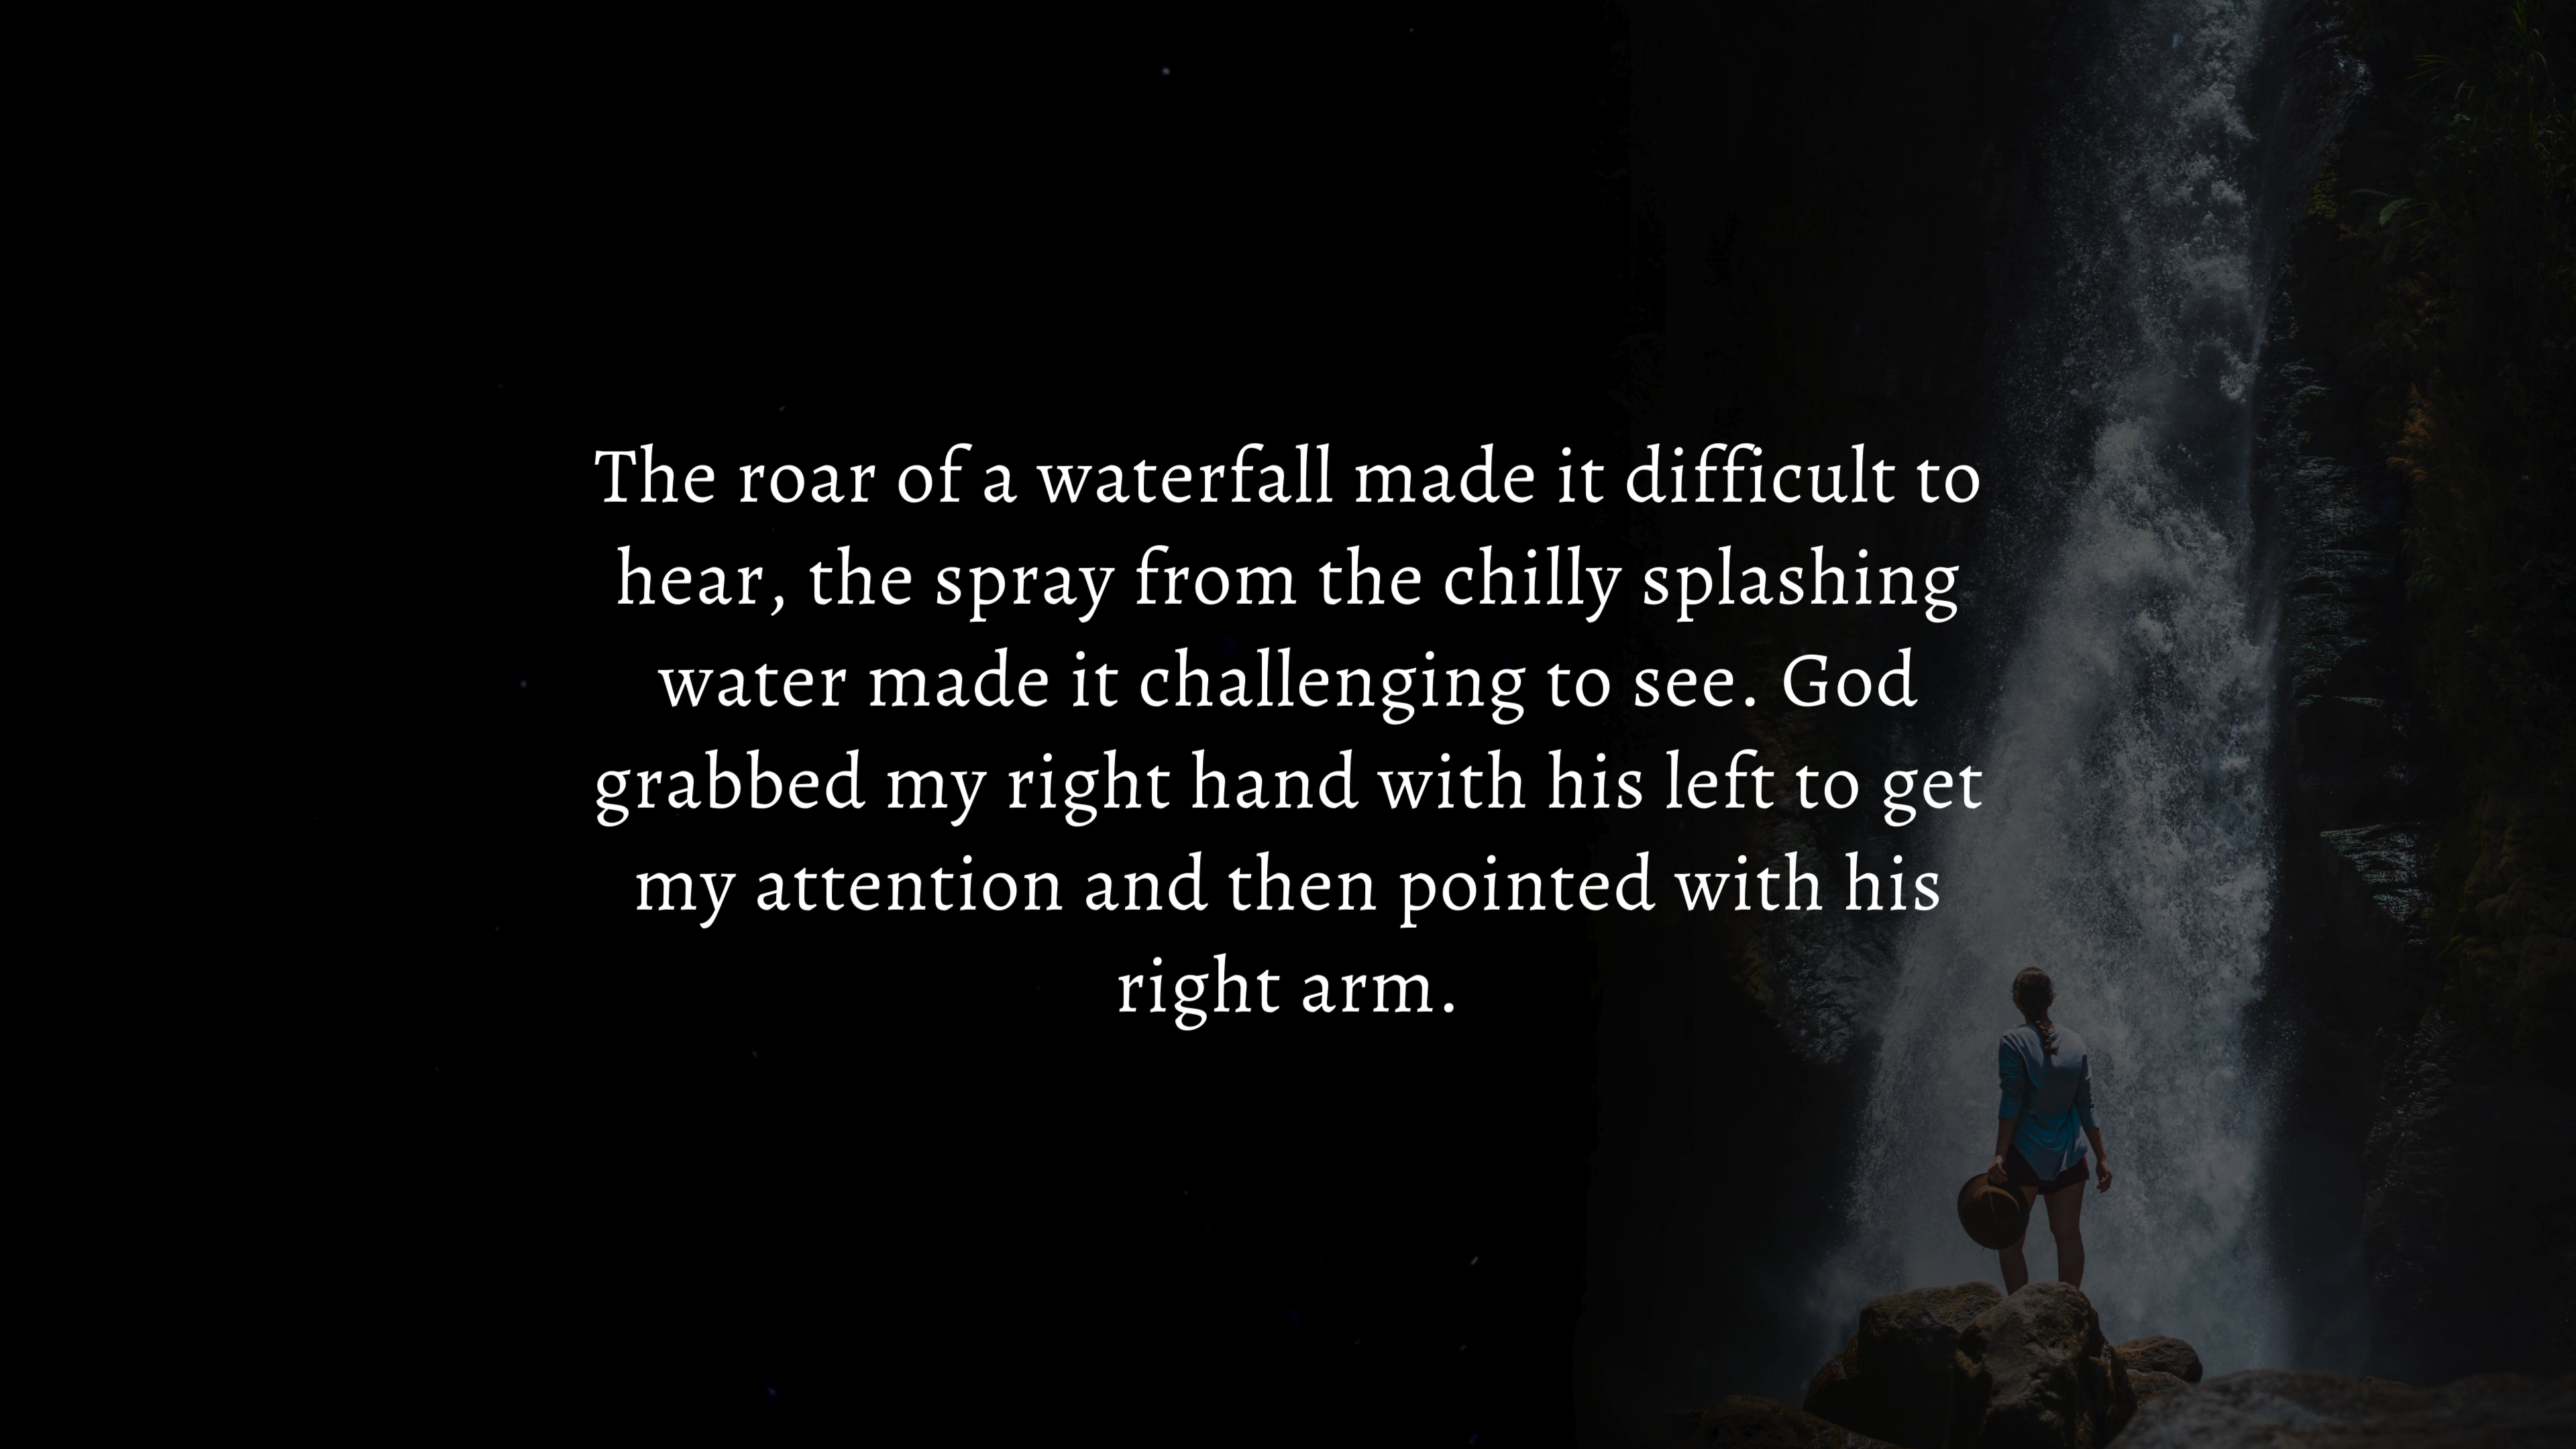 The roar of a waterfall made it difficult to
hear, the spray from the chilly splashing
water made it challenging to see. God
grabbed my right hand with his left to get
my attention and then pointed with his
right arm.